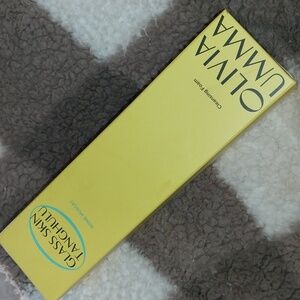 OLIVIA
UMMA
Cleansing Foam
GLASS SKIN
TANGHULU